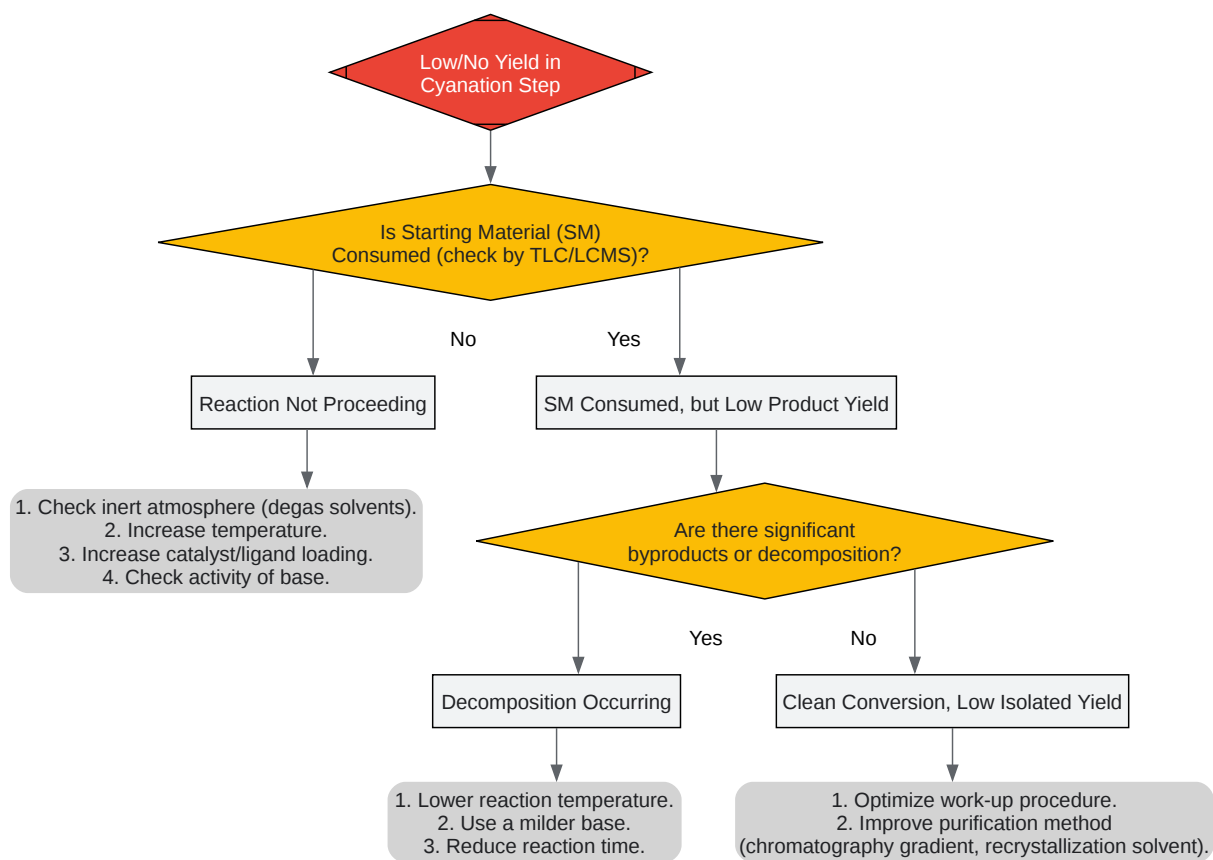 Low/No Yield in
Cyanation Step
Is Starting Material (SM)
Consumed (check by TLC/LCMS)?
No
Yes
Reaction Not Proceeding
SM Consumed, but Low Product Yield
1. Check inert atmosphere (degas solvents).
2. Increase temperature.
3. Increase catalyst/ligand loading.
4. Check activity of base.
Are there significant
byproducts or decomposition?
Yes
No
Decomposition Occurring
Clean Conversion, Low Isolated Yield
1. Lower reaction temperature.
2. Use a milder base.
3. Reduce reaction time.
1. Optimize work-up procedure.
2. Improve purification method
(chromatography gradient, recrystallization solvent).